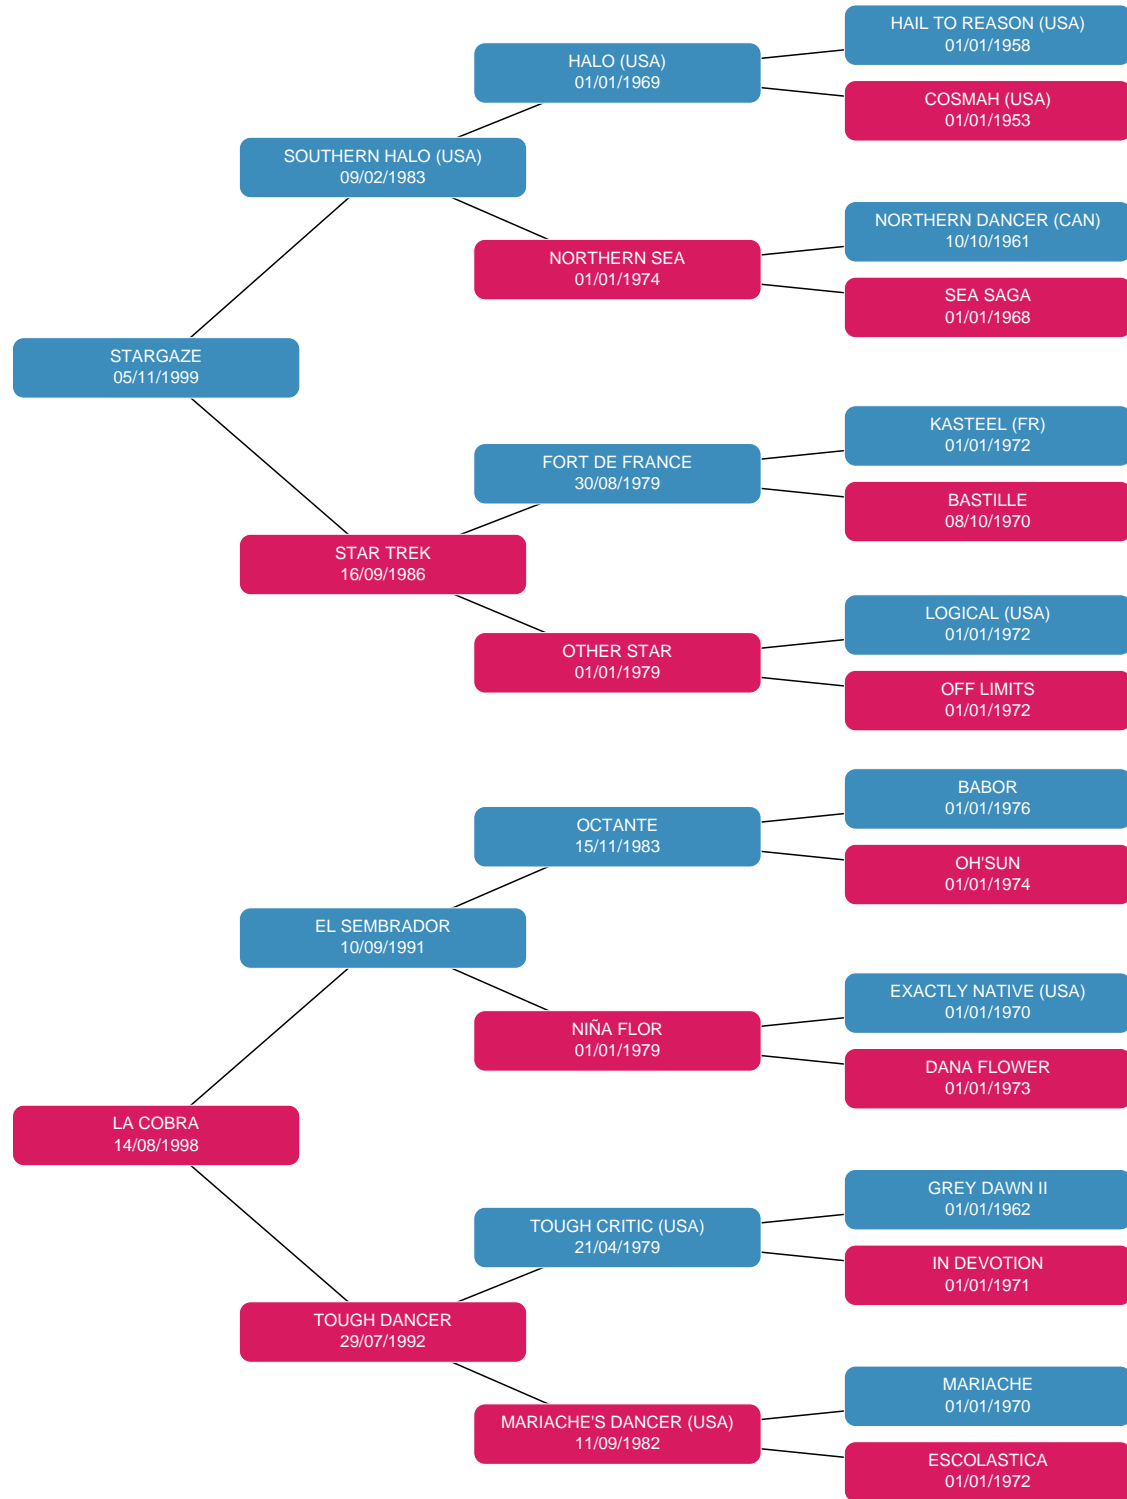 HAIL TO REASON (USA)
01/01/1958
HALO (USA)
01/01/1969
COSMAH (USA)
01/01/1953
SOUTHERN HALO (USA)
09/02/1983
NORTHERN DANCER (CAN)
10/10/1961
NORTHERN SEA
01/01/1974
SEA SAGA
01/01/1968
STARGAZE
05/11/1999
KASTEEL (FR)
01/01/1972
FORT DE FRANCE
30/08/1979
BASTILLE
08/10/1970
STAR TREK
16/09/1986
LOGICAL (USA)
01/01/1972
OTHER STAR
01/01/1979
OFF LIMITS
01/01/1972
BABOR
01/01/1976
OCTANTE
15/11/1983
OH'SUN
01/01/1974
EL SEMBRADOR
10/09/1991
EXACTLY NATIVE (USA)
01/01/1970
NIÑA FLOR
01/01/1979
DANA FLOWER
01/01/1973
LA COBRA
14/08/1998
GREY DAWN II
01/01/1962
TOUGH CRITIC (USA)
21/04/1979
IN DEVOTION
01/01/1971
TOUGH DANCER
29/07/1992
MARIACHE
01/01/1970
MARIACHE'S DANCER (USA)
11/09/1982
ESCOLASTICA
01/01/1972